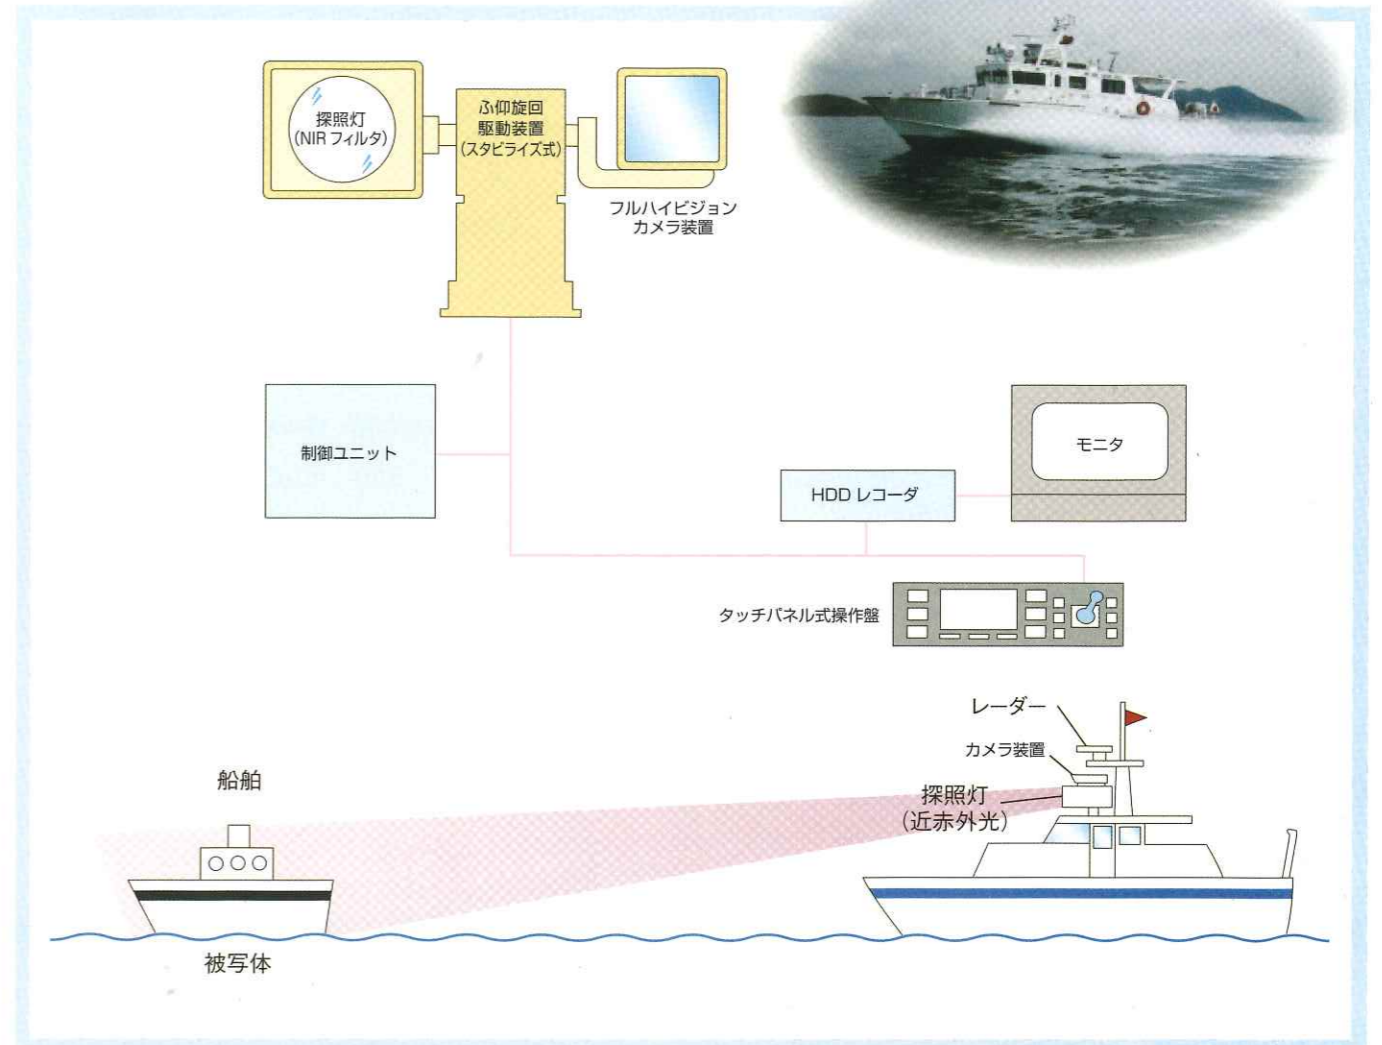 探照灯
(NIR フィルタ)
ふ仰旋回
駆動装置
(スタビライズ式)
フルハイビジョン
カメラ装置
制御ユニット
モニタ
HDD レコーダ
タッチパネル式操作盤
レーダー
カメラ装置
探照灯
(近赤外光)
船舶
被写体